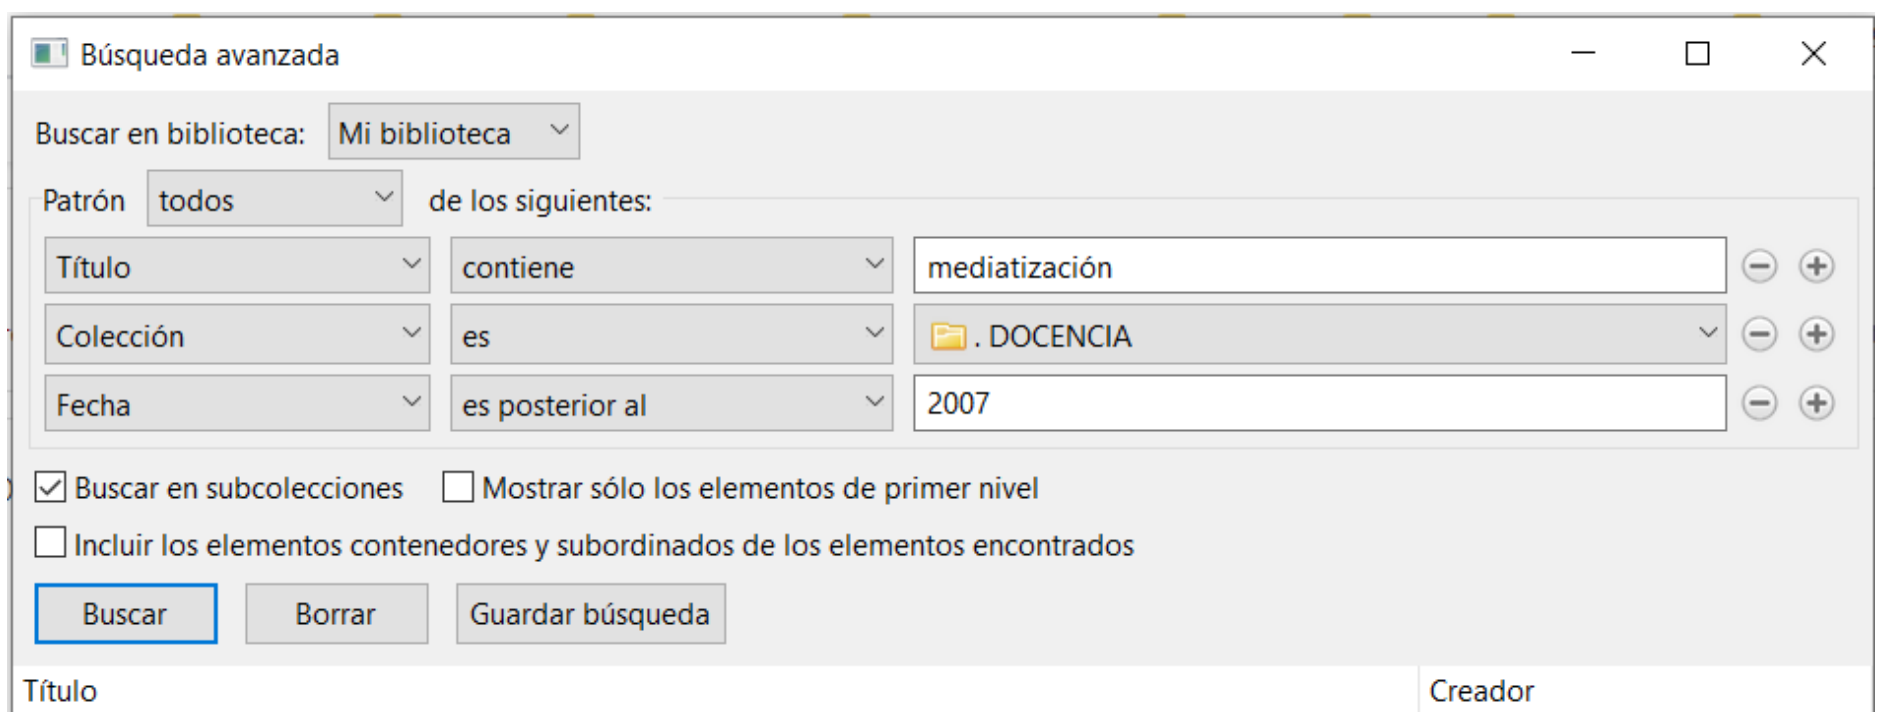 Búsqueda avanzada
Buscar en biblioteca: Mi biblioteca
Patrón todos de los siguientes:
Título contiene mediatización
Colección es . DOCENCIA
Fecha es posterior al 2007
Buscar en subcolecciones Mostrar sólo los elementos de primer nivel
Incluir los elementos contenedores y subordinados de los elementos encontrados
Buscar Borrar Guardar búsqueda
Título Creador